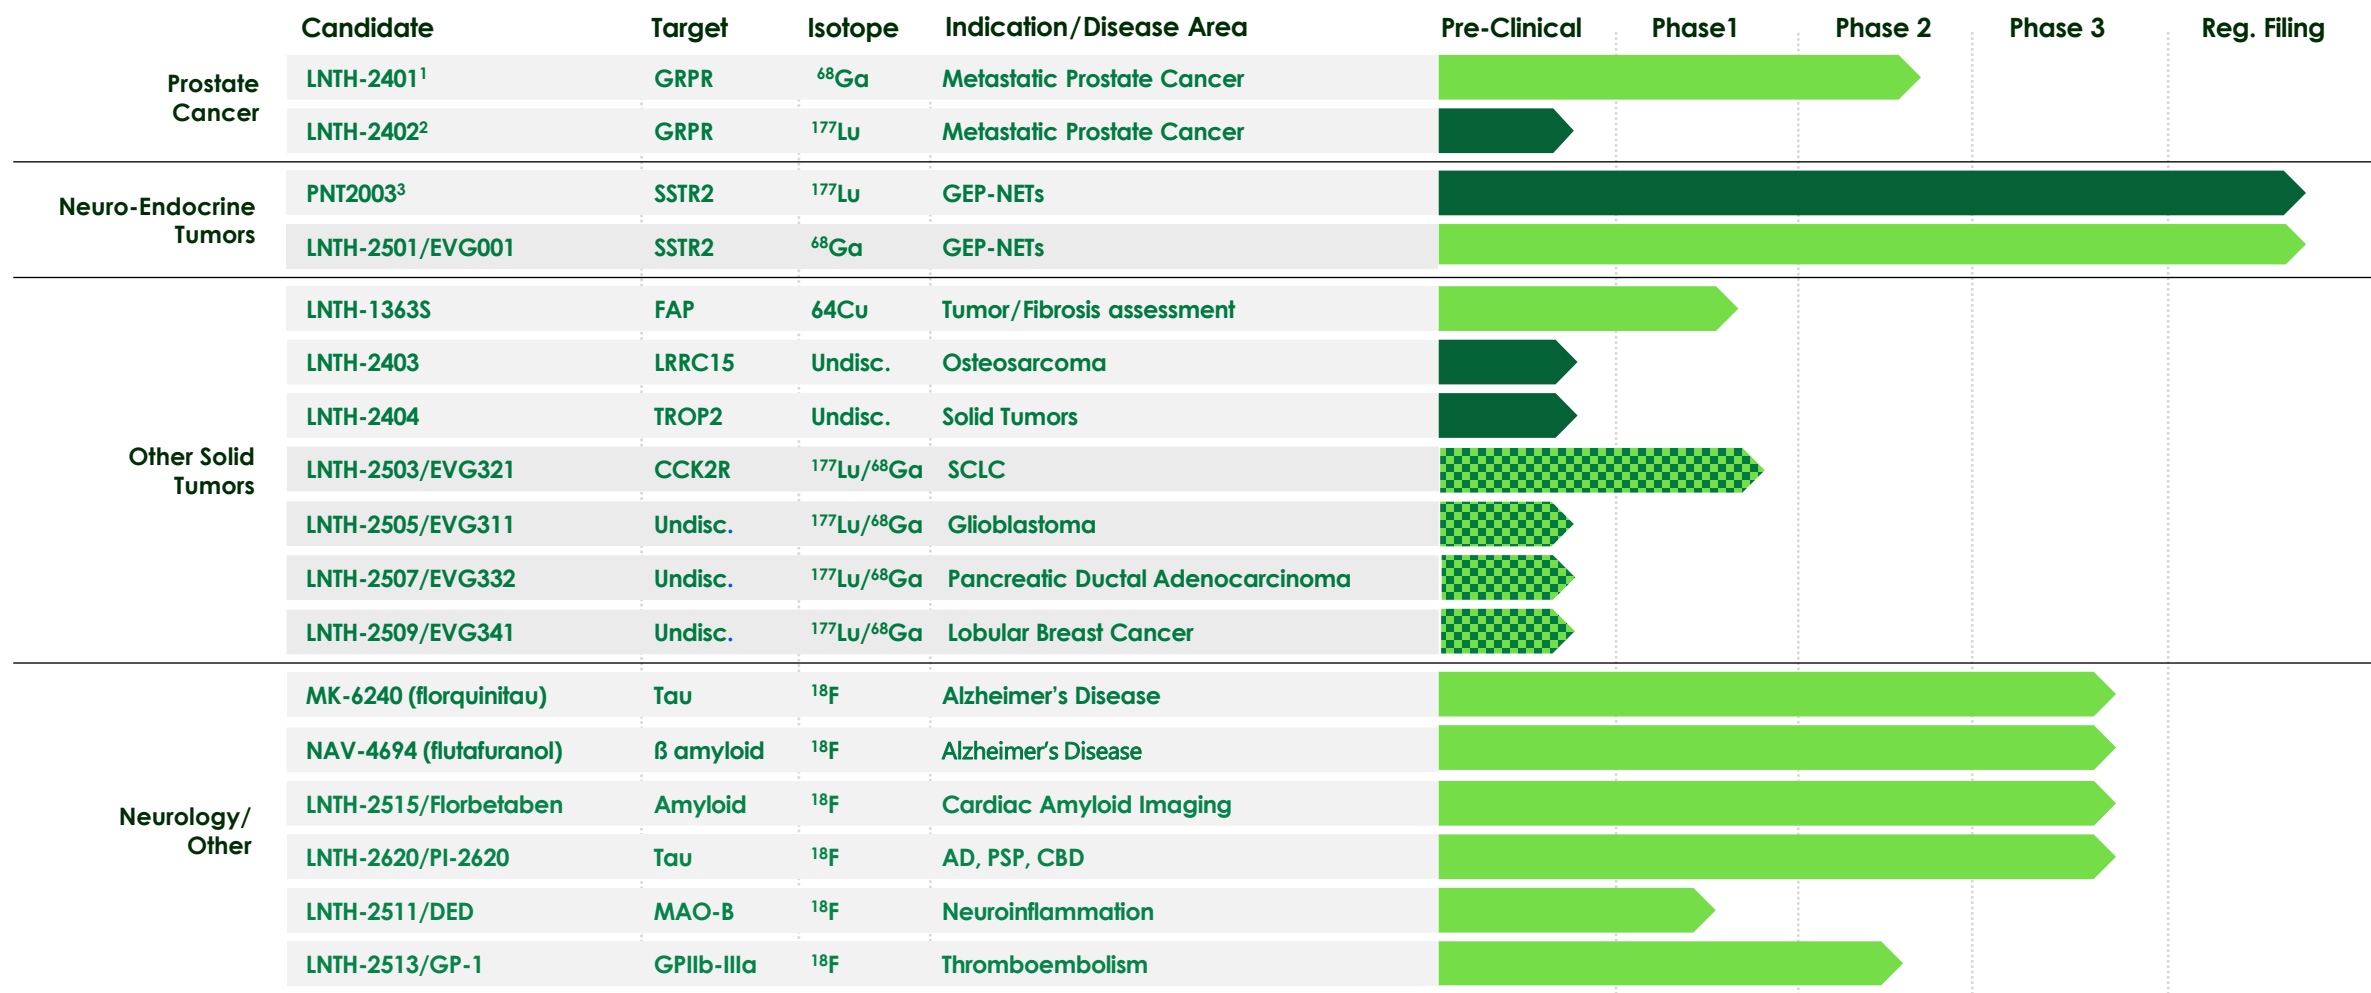 Candidate Target Isotope Indication/Disease Area Pre-Clinical Phase1 Phase 2 Phase 3 Reg. Filing
Prostate
Cancer
LNTH-2401¹ GRPR ⁶⁸Ga Metastatic Prostate Cancer
LNTH-2402² GRPR ¹⁷⁷Lu Metastatic Prostate Cancer
Neuro-Endocrine
Tumors
PNT2003³ SSTR2 ¹⁷⁷Lu GEP-NETs
LNTH-2501/EVG001 SSTR2 ⁶⁸Ga GEP-NETs
Other Solid
Tumors
LNTH-1363S FAP 64Cu Tumor/Fibrosis assessment
LNTH-2403 LRRC15 Undisc. Osteosarcoma
LNTH-2404 TROP2 Undisc. Solid Tumors
LNTH-2503/EVG321 CCK2R ¹⁷⁷Lu/⁶⁸Ga SCLC
LNTH-2505/EVG311 Undisc. ¹⁷⁷Lu/⁶⁸Ga Glioblastoma
LNTH-2507/EVG332 Undisc. ¹⁷⁷Lu/⁶⁸Ga Pancreatic Ductal Adenocarcinoma
LNTH-2509/EVG341 Undisc. ¹⁷⁷Lu/⁶⁸Ga Lobular Breast Cancer
Neurology/
Other
MK-6240 (florquinitau) Tau ¹⁸F Alzheimer's Disease
NAV-4694 (flutafuranol) ß amyloid ¹⁸F Alzheimer's Disease
LNTH-2515/Florbetaben Amyloid ¹⁸F Cardiac Amyloid Imaging
LNTH-2620/PI-2620 Tau ¹⁸F AD, PSP, CBD
LNTH-2511/DED MAO-B ¹⁸F Neuroinflammation
LNTH-2513/GP-1 GPIIb-IIIa ¹⁸F Thromboembolism